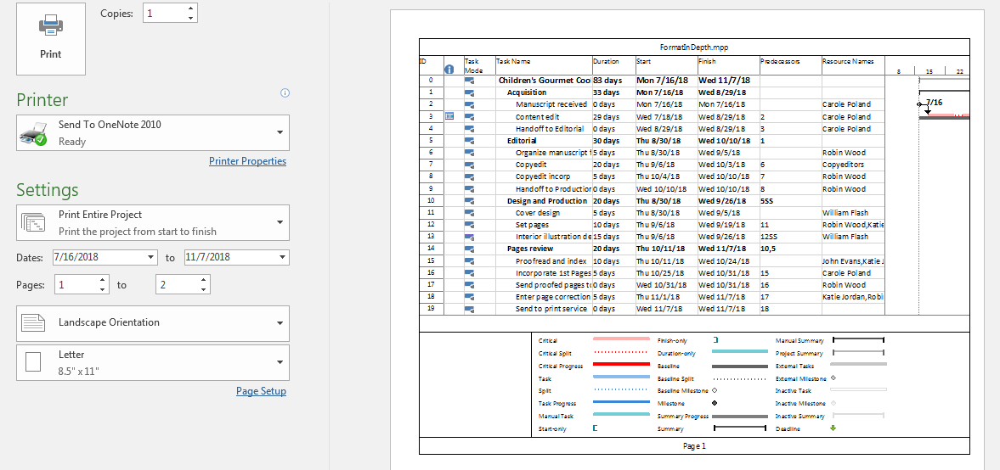 Copies: 1
Print
Printer
Send To OneNote 2010
Ready
Printer Properties
Settings
Print Entire Project
Print the project from start to finish
Dates: 7/16/2018 to 11/7/2018
Pages: 1 to 2
Landscape Orientation
Letter
8.5" x 11"
Page Setup
FormatInDepth.mpp
ID Task Mode Task Name Duration Start Finish Predecessors Resource Names 8 15 22
0 Children's Gourmet Coo 83 days Mon 7/16/18 Wed 11/7/18
1 Acquisition 33 days Mon 7/16/18 Wed 8/29/18
2 Manuscript received 0 days Mon 7/16/18 Mon 7/16/18 Carole Poland 7/16
3 Content edit 29 days Wed 7/18/18 Wed 8/29/18 2 Carole Poland
4 Handoff to Editorial 0 days Wed 8/29/18 Wed 8/29/18 3 Carole Poland
5 Editorial 30 days Thu 8/30/18 Wed 10/10/18 1
6 Organize manuscript f 5 days Thu 8/30/18 Wed 9/5/18 Robin Wood
7 Copyedit 20 days Thu 9/6/18 Wed 10/3/18 6 Copyeditors
8 Copyedit incorp 5 days Thu 10/4/18 Wed 10/10/18 7 Robin Wood
9 Handoff to Production 0 days Wed 10/10/18 Wed 10/10/18 8 Robin Wood
10 Design and Production 20 days Thu 8/30/18 Wed 9/26/18 5SS
11 Cover design 5 days Thu 8/30/18 Wed 9/5/18 William Flash
12 Set pages 10 days Thu 9/6/18 Wed 9/19/18 11 Robin Wood,Katie
13 Interior illustration de 15 days Thu 9/6/18 Wed 9/26/18 12SS William Flash
14 Pages review 20 days Thu 10/11/18 Wed 11/7/18 10,5
15 Proofread and index 10 days Thu 10/11/18 Wed 10/24/18 John Evans,Katie J
16 Incorporate 1st Pages 5 days Thu 10/25/18 Wed 10/31/18 15 Carole Poland
17 Send proofed pages to 0 days Wed 10/31/18 Wed 10/31/18 16 Robin Wood
18 Enter page correction 5 days Thu 11/1/18 Wed 11/7/18 17 Katie Jordan,Robi
19 Send to print service 0 days Wed 11/7/18 Wed 11/7/18 18
Critical Finish-only Manual Summary
Critical Split Duration-only Project Summary
Critical Progress Baseline External Tasks
Task Baseline Split External Milestone
Split Baseline Milestone Inactive Task
Task Progress Milestone Inactive Milestone
Manual Task Summary Progress Inactive Summary
Start-only Summary Deadline
Page 1